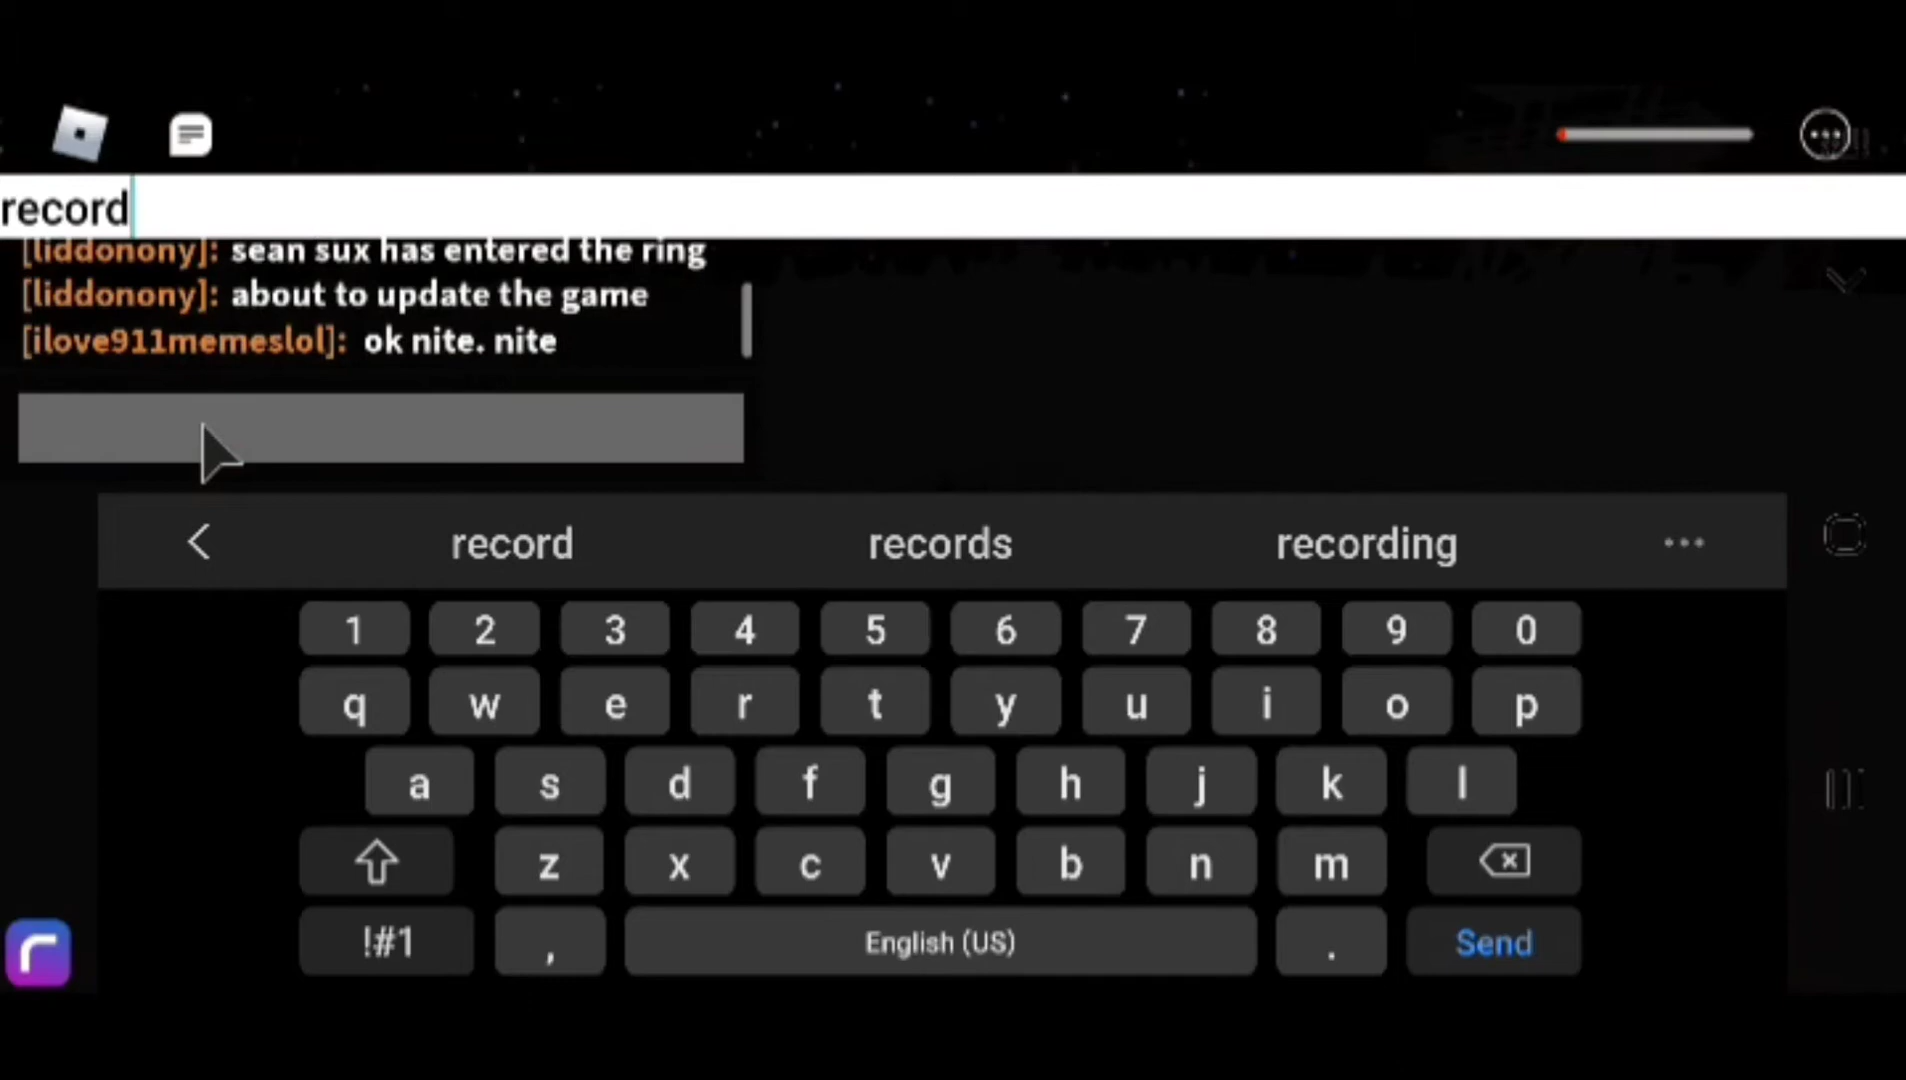 record
[liddonony]: sean sux has entered the ring
[liddonony]: about to update the game
[ilove911memeslol]: ok nite. nite
record records recording
1 2 3 4 5 6 7 8 9 0
q w e r t y u i o p
a s d f g h j k l
z x c v b n m
!#1 , English (US) . Send